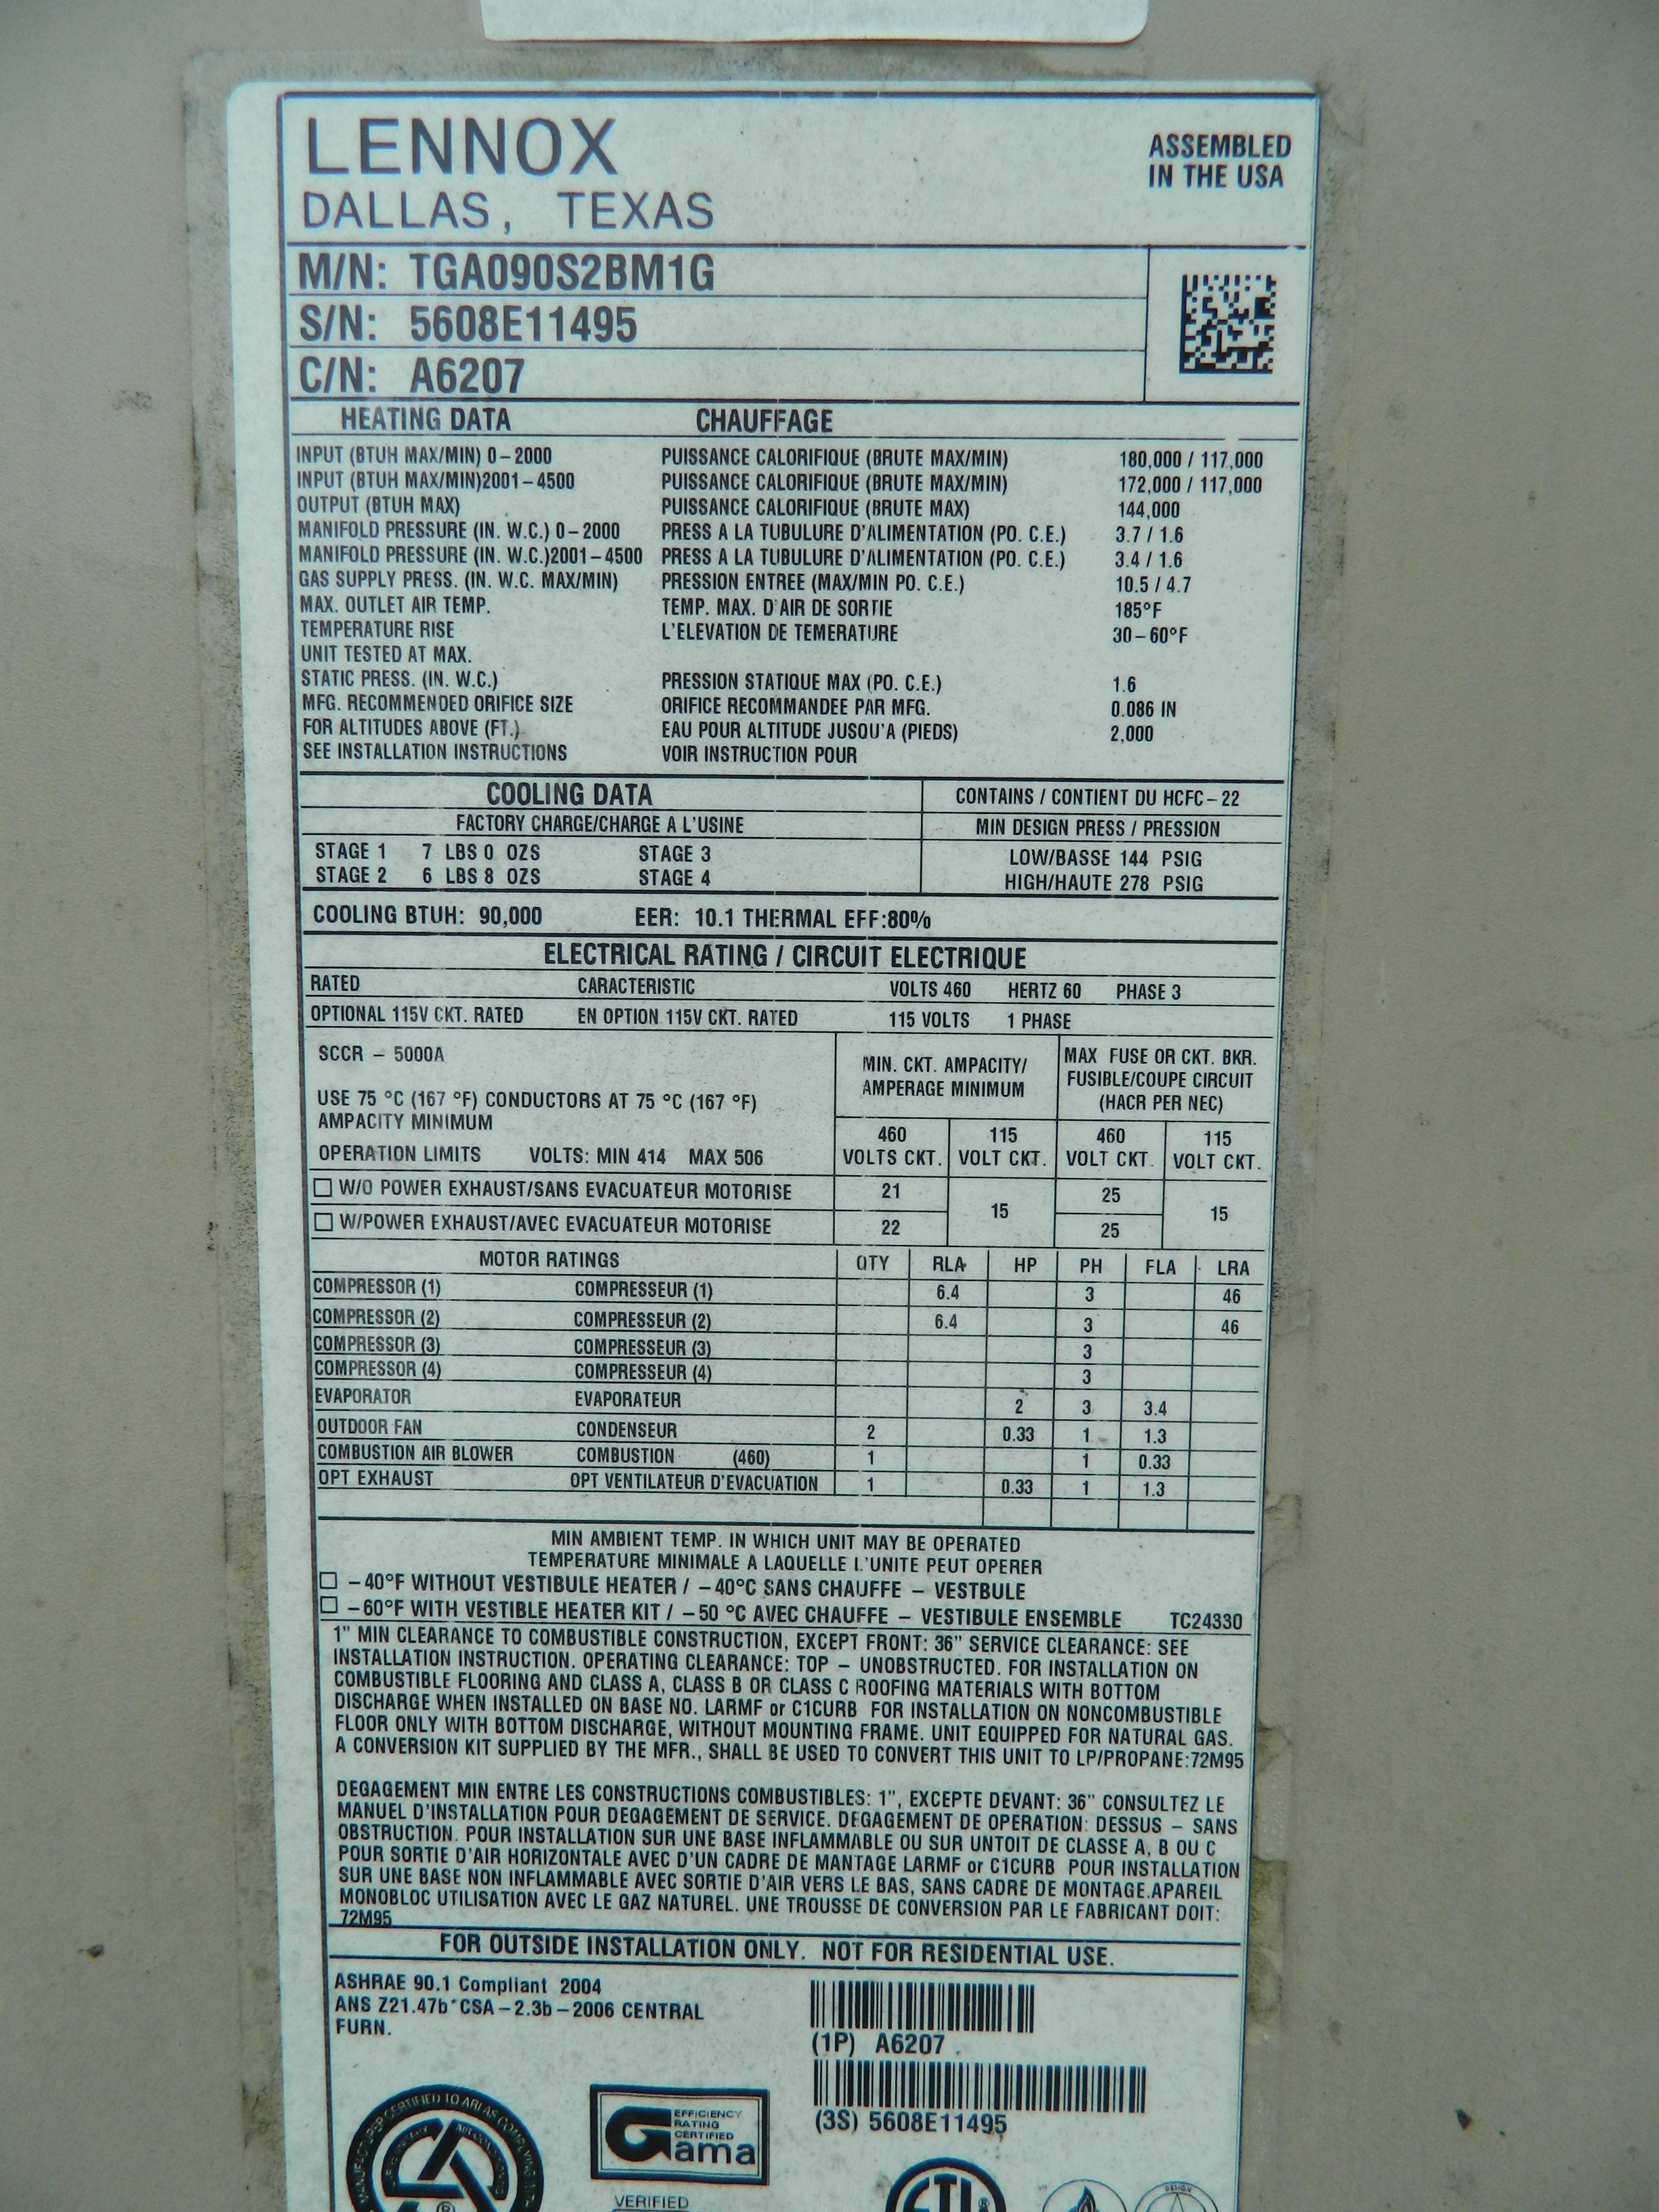 LENNOX
DALLAS, TEXAS
ASSEMBLED
IN THE USA
M/N: TGA090S2BM1G
S/N: 5608E11495
C/N: A6207
HEATING DATA CHAUFFAGE
INPUT (BTUH MAX/MIN) 0-2000 PUISSANCE CALORIFIQUE (BRUTE MAX/MIN) 180,000 / 117,000
INPUT (BTUH MAX/MIN)2001-4500 PUISSANCE CALORIFIQUE (BRUTE MAX/MIN) 172,000 / 117,000
OUTPUT (BTUH MAX) PUISSANCE CALORIFIQUE (BRUTE MAX) 144,000
MANIFOLD PRESSURE (IN. W.C.) 0-2000 PRESS A LA TUBULURE D'ALIMENTATION (PO. C.E.) 3.7 / 1.6
MANIFOLD PRESSURE (IN. W.C.)2001-4500 PRESS A LA TUBULURE D'ALIMENTATION (PO. C.E.) 3.4 / 1.6
GAS SUPPLY PRESS. (IN. W.C. MAX/MIN) PRESSION ENTREE (MAX/MIN PO. C.E.) 10.5 / 4.7
MAX. OUTLET AIR TEMP. TEMP. MAX. D'AIR DE SORTIE 185°F
TEMPERATURE RISE L'ELEVATION DE TEMERATURE 30-60°F
UNIT TESTED AT MAX.
STATIC PRESS. (IN. W.C.) PRESSION STATIQUE MAX (PO. C.E.) 1.6
MFG. RECOMMENDED ORIFICE SIZE ORIFICE RECOMMANDEE PAR MFG. 0.086 IN
FOR ALTITUDES ABOVE (FT.) EAU POUR ALTITUDE JUSQU'A (PIEDS) 2,000
SEE INSTALLATION INSTRUCTIONS VOIR INSTRUCTION POUR
COOLING DATA CONTAINS / CONTIENT DU HCFC-22
FACTORY CHARGE/CHARGE A L'USINE MIN DESIGN PRESS / PRESSION
STAGE 1 7 LBS 0 OZS STAGE 3 LOW/BASSE 144 PSIG
STAGE 2 6 LBS 8 OZS STAGE 4 HIGH/HAUTE 278 PSIG
COOLING BTUH: 90,000 EER: 10.1 THERMAL EFF:80%
ELECTRICAL RATING / CIRCUIT ELECTRIQUE
RATED CARACTERISTIC VOLTS 460 HERTZ 60 PHASE 3
OPTIONAL 115V CKT. RATED EN OPTION 115V CKT. RATED 115 VOLTS 1 PHASE
SCCR - 5000A
USE 75 °C (167 °F) CONDUCTORS AT 75 °C (167 °F)
AMPACITY MINIMUM
OPERATION LIMITS VOLTS: MIN 414 MAX 506
MIN. CKT. AMPACITY/
AMPERAGE MINIMUM
MAX FUSE OR CKT. BKR.
FUSIBLE/COUPE CIRCUIT
(HACR PER NEC)
460 115 460 115
VOLTS CKT. VOLT CKT. VOLT CKT. VOLT CKT.
W/O POWER EXHAUST/SANS EVACUATEUR MOTORISE 21 15 25 15
W/POWER EXHAUST/AVEC EVACUATEUR MOTORISE 22 25
MOTOR RATINGS QTY RLA HP PH FLA LRA
COMPRESSOR (1) COMPRESSEUR (1) 6.4 3 46
COMPRESSOR (2) COMPRESSEUR (2) 6.4 3 46
COMPRESSOR (3) COMPRESSEUR (3) 3
COMPRESSOR (4) COMPRESSEUR (4) 3
EVAPORATOR EVAPORATEUR 2 3 3.4
OUTDOOR FAN CONDENSEUR 2 0.33 1 1.3
COMBUSTION AIR BLOWER COMBUSTION (460) 1 1 0.33
OPT EXHAUST OPT VENTILATEUR D'EVACUATION 1 0.33 1 1.3
MIN AMBIENT TEMP. IN WHICH UNIT MAY BE OPERATED
TEMPERATURE MINIMALE A LAQUELLE L'UNITE PEUT OPERER
-40°F WITHOUT VESTIBULE HEATER / -40°C SANS CHAUFFE - VESTBULE
-60°F WITH VESTIBLE HEATER KIT / -50 °C AVEC CHAUFFE - VESTIBULE ENSEMBLE TC24330
1" MIN CLEARANCE TO COMBUSTIBLE CONSTRUCTION, EXCEPT FRONT: 36" SERVICE CLEARANCE: SEE
INSTALLATION INSTRUCTION. OPERATING CLEARANCE: TOP - UNOBSTRUCTED. FOR INSTALLATION ON
COMBUSTIBLE FLOORING AND CLASS A, CLASS B OR CLASS C ROOFING MATERIALS WITH BOTTOM
DISCHARGE WHEN INSTALLED ON BASE NO. LARMF or C1CURB FOR INSTALLATION ON NONCOMBUSTIBLE
FLOOR ONLY WITH BOTTOM DISCHARGE, WITHOUT MOUNTING FRAME. UNIT EQUIPPED FOR NATURAL GAS.
A CONVERSION KIT SUPPLIED BY THE MFR., SHALL BE USED TO CONVERT THIS UNIT TO LP/PROPANE:72M95
DEGAGEMENT MIN ENTRE LES CONSTRUCTIONS COMBUSTIBLES: 1", EXCEPTE DEVANT: 36" CONSULTEZ LE
MANUEL D'INSTALLATION POUR DEGAGEMENT DE SERVICE. DEGAGEMENT DE OPERATION: DESSUS - SANS
OBSTRUCTION. POUR INSTALLATION SUR UNE BASE INFLAMMABLE OU SUR UNTOIT DE CLASSE A, B OU C
POUR SORTIE D'AIR HORIZONTALE AVEC D'UN CADRE DE MANTAGE LARMF or C1CURB POUR INSTALLATION
SUR UNE BASE NON INFLAMMABLE AVEC SORTIE D'AIR VERS LE BAS, SANS CADRE DE MONTAGE.APAREIL
MONOBLOC UTILISATION AVEC LE GAZ NATUREL. UNE TROUSSE DE CONVERSION PAR LE FABRICANT DOIT:
72M95
FOR OUTSIDE INSTALLATION ONLY. NOT FOR RESIDENTIAL USE.
ASHRAE 90.1 Compliant 2004
ANS Z21.47b*CSA-2.3b-2006 CENTRAL
FURN.
(1P) A6207
(3S) 5608E11495
MANUFACTURER CERTIFIED TO ARI AS COMPLYING
EFFICIENCY
RATING
CERTIFIED
Gama
VERIFIED
ETL
DESIGN